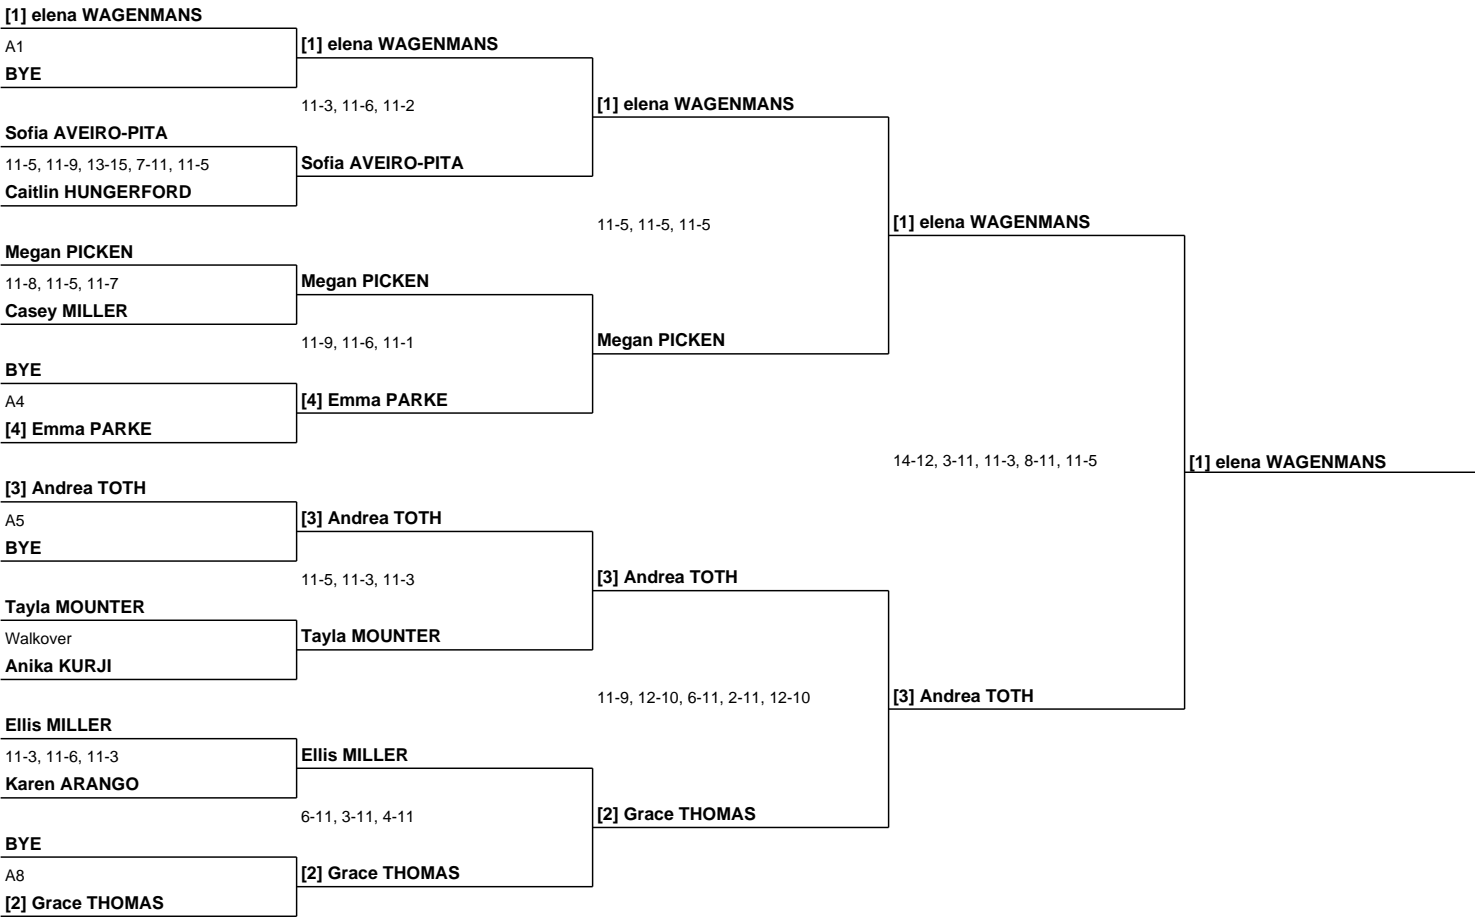 [1] elena WAGENMANS
A1
BYE
Sofia AVEIRO-PITA
11-5, 11-9, 13-15, 7-11, 11-5
Caitlin HUNGERFORD
Megan PICKEN
11-8, 11-5, 11-7
Casey MILLER
BYE
A4
[4] Emma PARKE
[3] Andrea TOTH
A5
BYE
Tayla MOUNTER
Walkover
Anika KURJI
Ellis MILLER
11-3, 11-6, 11-3
Karen ARANGO
BYE
A8
[2] Grace THOMAS
[1] elena WAGENMANS
11-3, 11-6, 11-2
Sofia AVEIRO-PITA
Megan PICKEN
11-9, 11-6, 11-1
[4] Emma PARKE
[3] Andrea TOTH
11-5, 11-3, 11-3
Tayla MOUNTER
Ellis MILLER
6-11, 3-11, 4-11
[2] Grace THOMAS
[1] elena WAGENMANS
11-5, 11-5, 11-5
Megan PICKEN
[3] Andrea TOTH
11-9, 12-10, 6-11, 2-11, 12-10
[2] Grace THOMAS
[1] elena WAGENMANS
14-12, 3-11, 11-3, 8-11, 11-5
[3] Andrea TOTH
[1] elena WAGENMANS